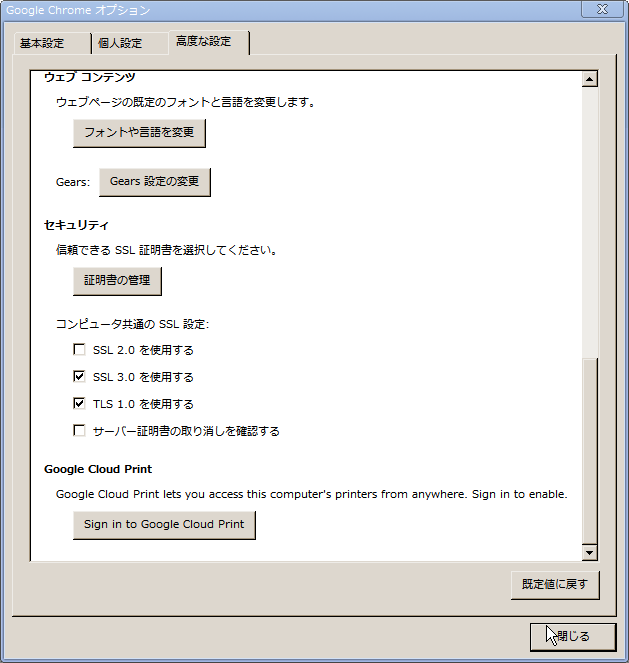 Google Chrome オプション
基本設定 個人設定 高度な設定
ウェブ コンテンツ
ウェブページの既定のフォントと言語を変更します。
フォントや言語を変更
Gears: Gears 設定の変更
セキュリティ
信頼できる SSL 証明書を選択してください。
証明書の管理
コンピュータ共通の SSL 設定:
SSL 2.0 を使用する
SSL 3.0 を使用する
TLS 1.0 を使用する
サーバー証明書の取り消しを確認する
Google Cloud Print
Google Cloud Print lets you access this computer's printers from anywhere. Sign in to enable.
Sign in to Google Cloud Print
既定値に戻す
閉じる